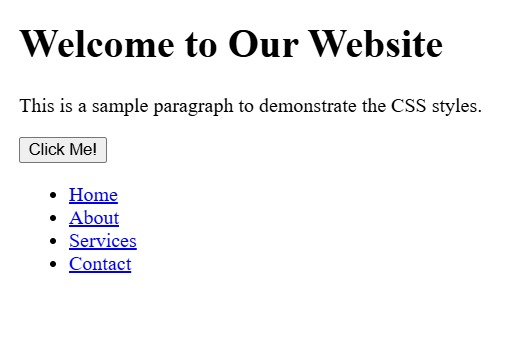 Welcome to Our Website
This is a sample paragraph to demonstrate the CSS styles.
Click Me!
Home
About
Services
Contact